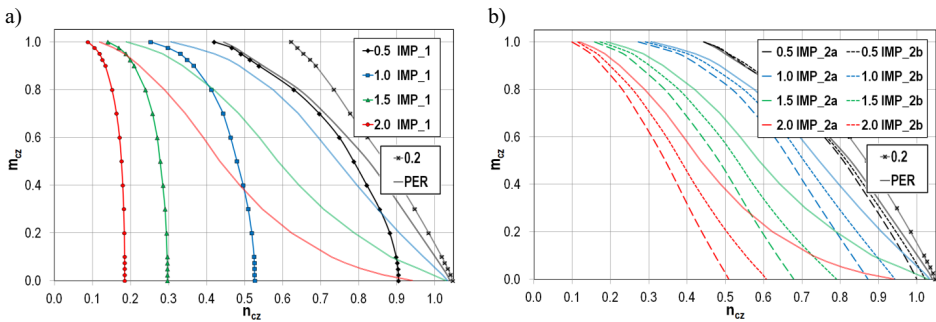 a)
1.0
0.8
0.6
0.4
0.2
0.0
m_cz
0.0 0.1 0.2 0.3 0.4 0.5 0.6 0.7 0.8 0.9 1.0
n_cz
0.5 IMP_1
1.0 IMP_1
1.5 IMP_1
2.0 IMP_1
0.2
PER
b)
1.0
0.8
0.6
0.4
0.2
0.0
m_cz
0.0 0.1 0.2 0.3 0.4 0.5 0.6 0.7 0.8 0.9 1.0
n_cz
0.5 IMP_2a 0.5 IMP_2b
1.0 IMP_2a 1.0 IMP_2b
1.5 IMP_2a 1.5 IMP_2b
2.0 IMP_2a 2.0 IMP_2b
0.2
PER